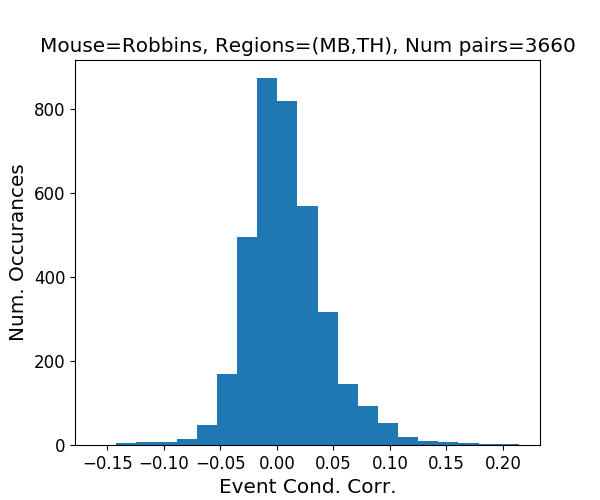 Mouse=Robbins, Regions=(MB,TH), Num pairs=3660
Num. Occurances
800
600
400
200
0
−0.15 −0.10 −0.05 0.00 0.05 0.10 0.15 0.20
Event Cond. Corr.